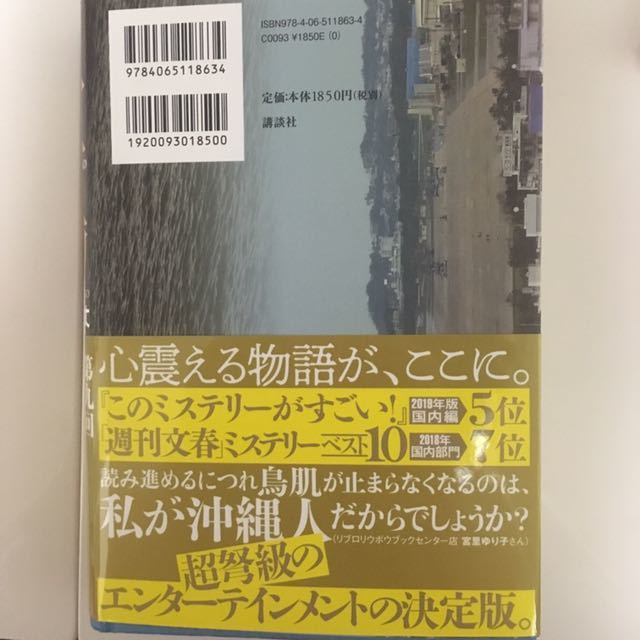 ISBN978-4-06-511863-4
C0093 ¥1850E (0)
定価:本体1850円(税別)
講談社
9784065118634
1920093018500
心震える物語が、ここに。
『このミステリーがすごい!』2019年版国内編 5位
「週刊文春」ミステリーベスト10 2018年国内部門 7位
読み進めるにつれ鳥肌が止まらなくなるのは、
私が沖縄人だからでしょうか?
(リブロリウボウブックセンター店 宮里ゆり子さん)
超弩級の
エンターテインメントの決定版。